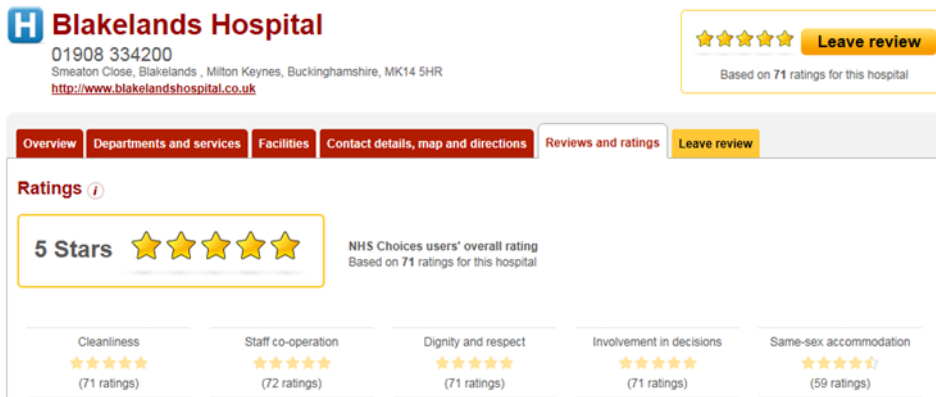 H Blakelands Hospital
01908 334200
Smeaton Close, Blakelands , Milton Keynes, Buckinghamshire, MK14 5HR
http://www.blakelandshospital.co.uk
Leave review
Based on 71 ratings for this hospital
Overview Departments and services Facilities Contact details, map and directions Reviews and ratings Leave review
Ratings i
5 Stars
NHS Choices users' overall rating
Based on 71 ratings for this hospital
Cleanliness Staff co-operation Dignity and respect Involvement in decisions Same-sex accommodation
(71 ratings) (72 ratings) (71 ratings) (71 ratings) (59 ratings)